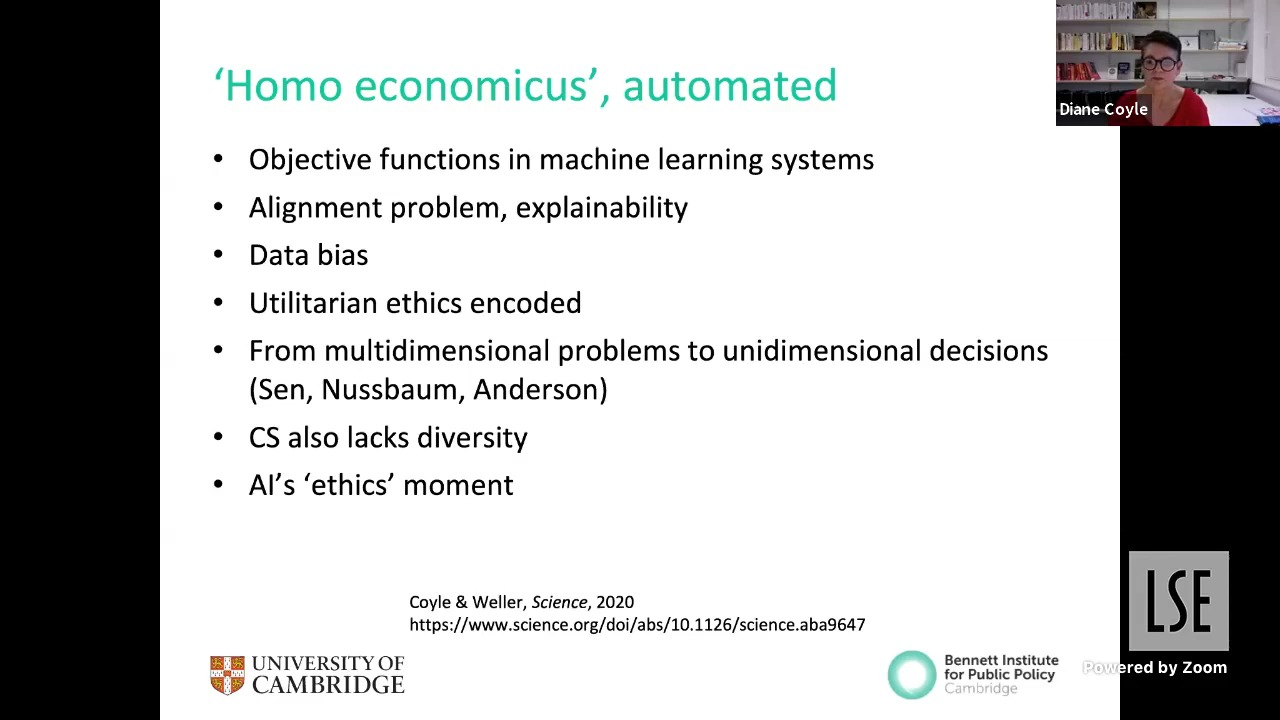 ‘Homo economicus’, automated
• Objective functions in machine learning systems
• Alignment problem, explainability
• Data bias
• Utilitarian ethics encoded
• From multidimensional problems to unidimensional decisions
(Sen, Nussbaum, Anderson)
• CS also lacks diversity
• AI’s ‘ethics’ moment
Coyle & Weller, Science, 2020
https://www.science.org/doi/abs/10.1126/science.aba9647
UNIVERSITY OF
CAMBRIDGE
Bennett Institute
for Public Policy
Cambridge
Diane Coyle
LSE
Powered by Zoom